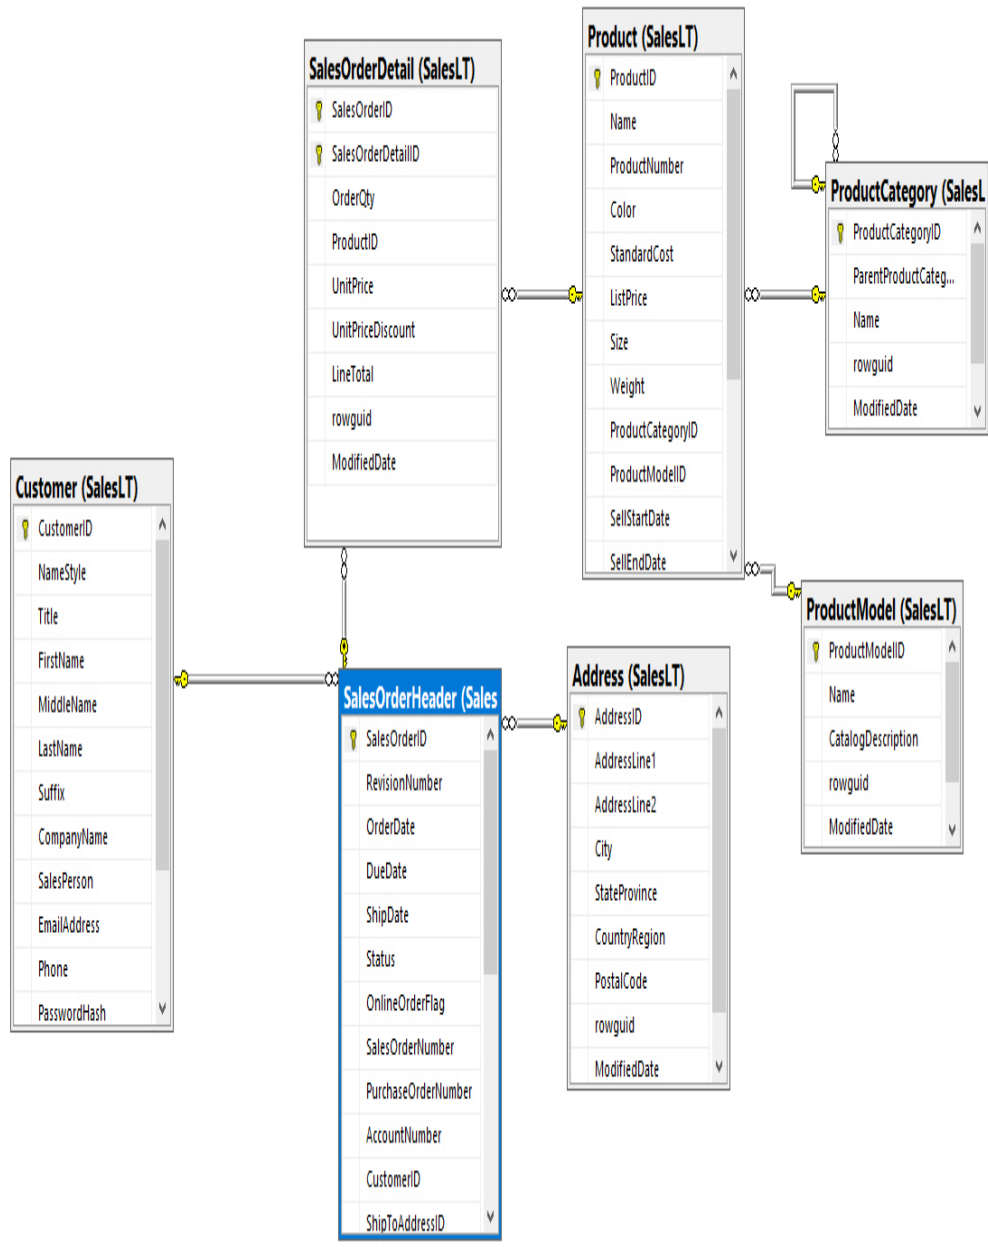 SalesOrderDetail (SalesLT)
SalesOrderID
SalesOrderDetailID
OrderQty
ProductID
UnitPrice
UnitPriceDiscount
LineTotal
rowguid
ModifiedDate
Product (SalesLT)
ProductID
Name
ProductNumber
Color
StandardCost
ListPrice
Size
Weight
ProductCategoryID
ProductModelID
SellStartDate
SellEndDate
ProductCategory (SalesL
ProductCategoryID
ParentProductCateg...
Name
rowguid
ModifiedDate
Customer (SalesLT)
CustomerID
NameStyle
Title
FirstName
MiddleName
LastName
Suffix
CompanyName
SalesPerson
EmailAddress
Phone
PasswordHash
SalesOrderHeader (Sales
SalesOrderID
RevisionNumber
OrderDate
DueDate
ShipDate
Status
OnlineOrderFlag
SalesOrderNumber
PurchaseOrderNumber
AccountNumber
CustomerID
ShipToAddressID
Address (SalesLT)
AddressID
AddressLine1
AddressLine2
City
StateProvince
CountryRegion
PostalCode
rowguid
ModifiedDate
ProductModel (SalesLT)
ProductModelID
Name
CatalogDescription
rowguid
ModifiedDate